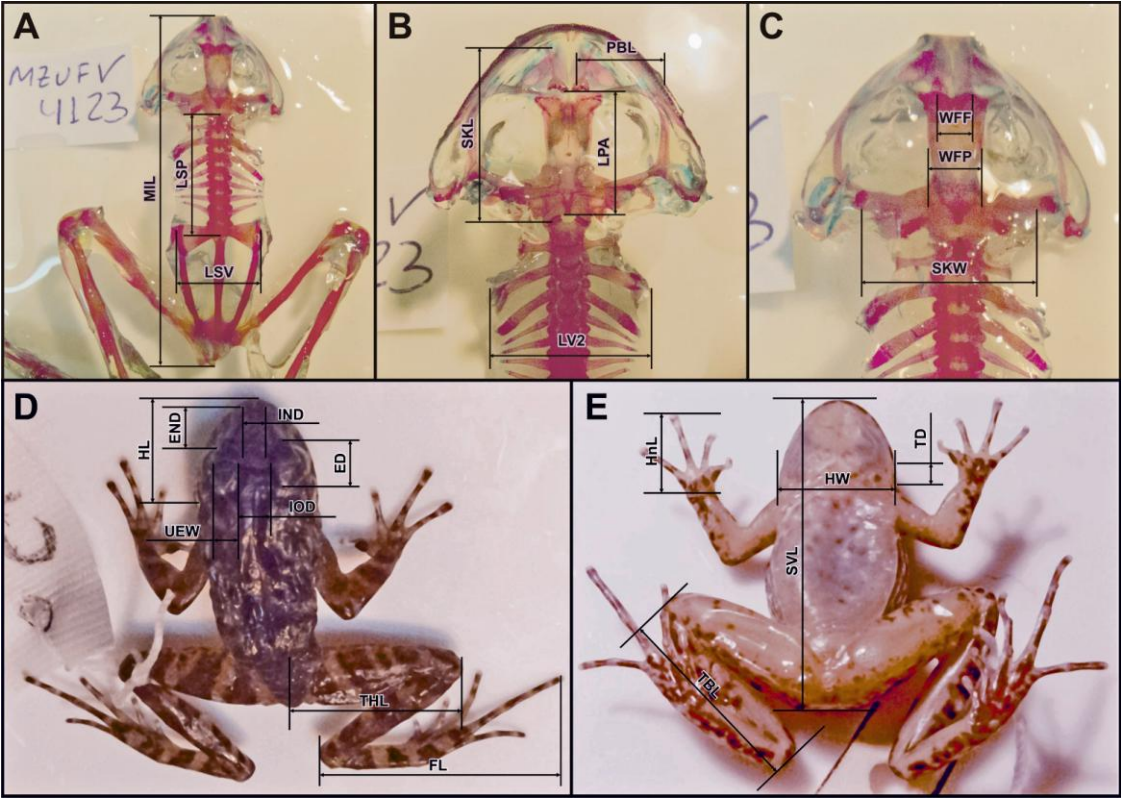 A
MZUFV
4123
MIL
LSP
LSV
B
PBL
SKL
LPA
LV2
23
C
WFF
WFP
SKW
3
D
IND
END
HL
ED
IOD
UEW
THL
FL
E
HnL
TD
HW
SVL
TBL